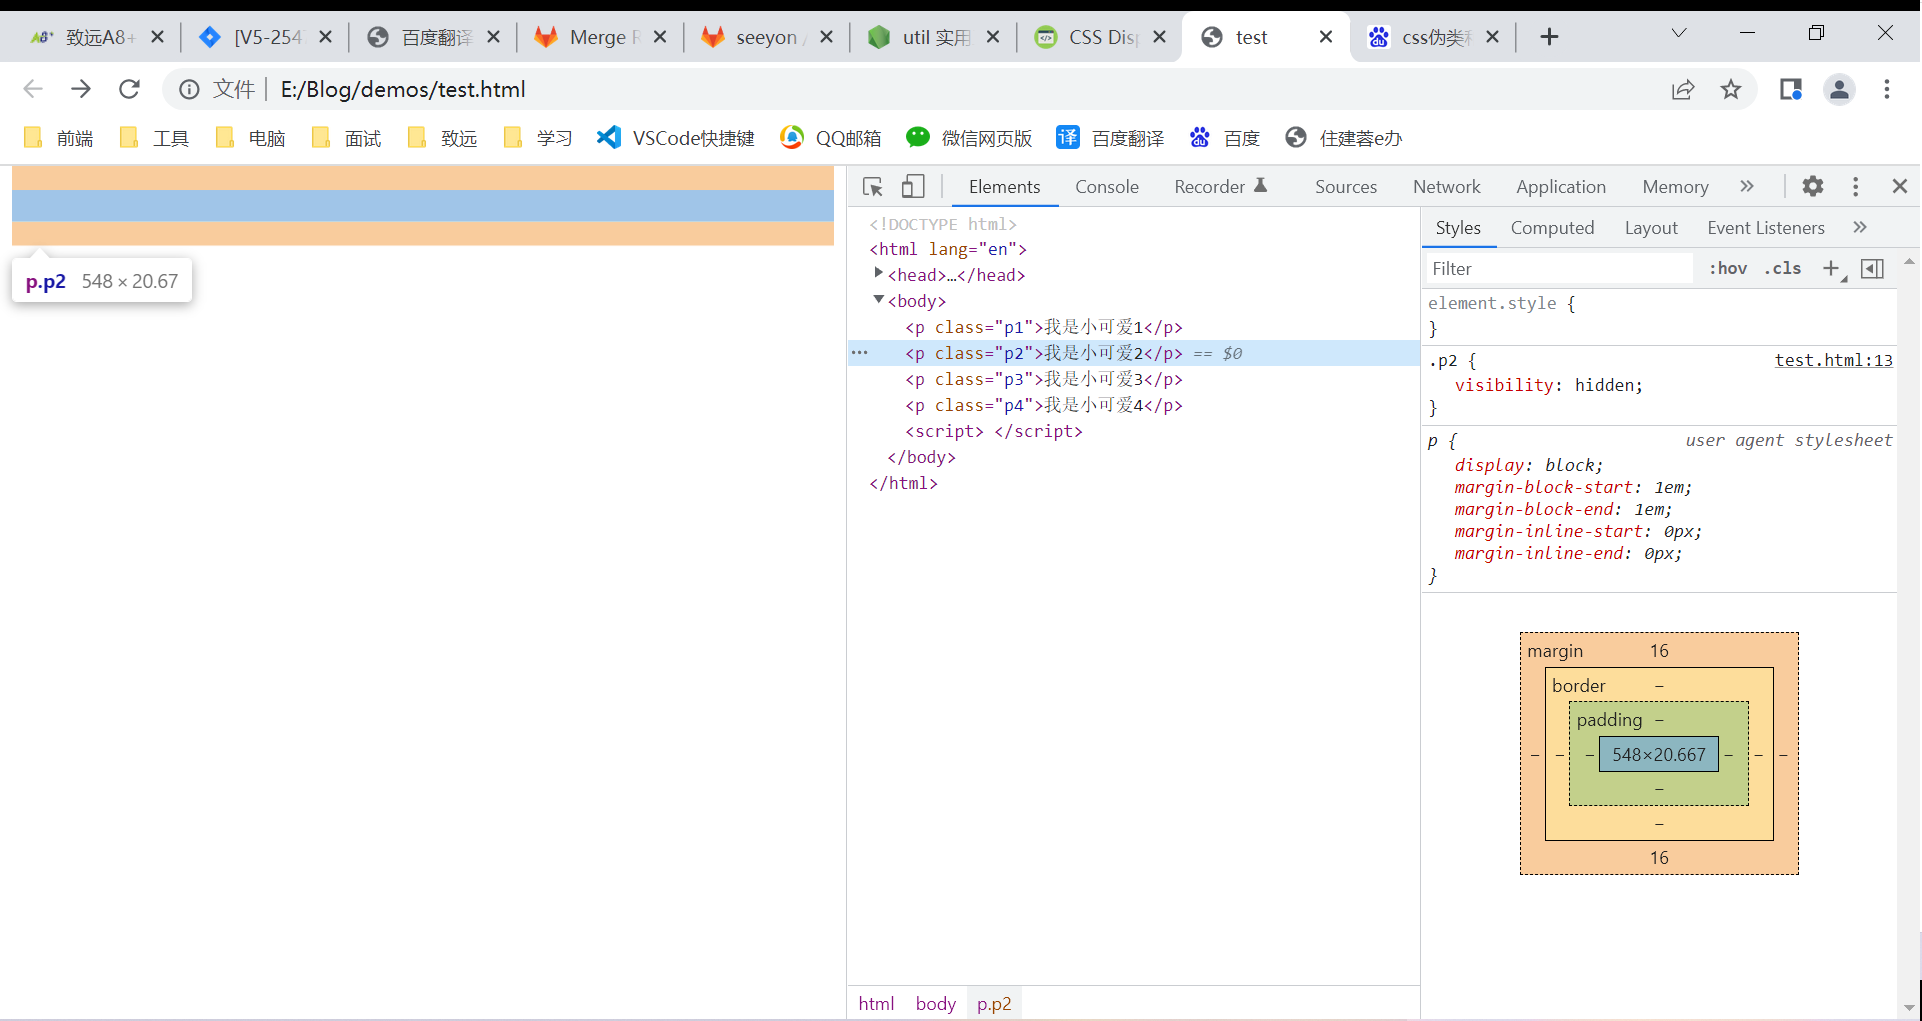 致远A8+
[V5-254
百度翻译
Merge R
seeyon /
util 实用
CSS Disp
test
css伪类和
文件 | E:/Blog/demos/test.html
前端 工具 电脑 面试 致远 学习 VSCode快捷键 QQ邮箱 微信网页版 百度翻译 百度 住建蓉e办
p.p2 548 × 20.67
Elements Console Recorder Sources Network Application Memory »
<!DOCTYPE html>
<html lang="en">
<head>…</head>
<body>
<p class="p1">我是小可爱1</p>
<p class="p2">我是小可爱2</p> == $0
<p class="p3">我是小可爱3</p>
<p class="p4">我是小可爱4</p>
<script> </script>
</body>
</html>
html body p.p2
Styles Computed Layout Event Listeners »
Filter :hov .cls +
element.style {
}
.p2 { test.html:13
visibility: hidden;
}
p { user agent stylesheet
display: block;
margin-block-start: 1em;
margin-block-end: 1em;
margin-inline-start: 0px;
margin-inline-end: 0px;
}
margin 16
border –
padding –
– – – 548×20.667 – – –
–
–
16